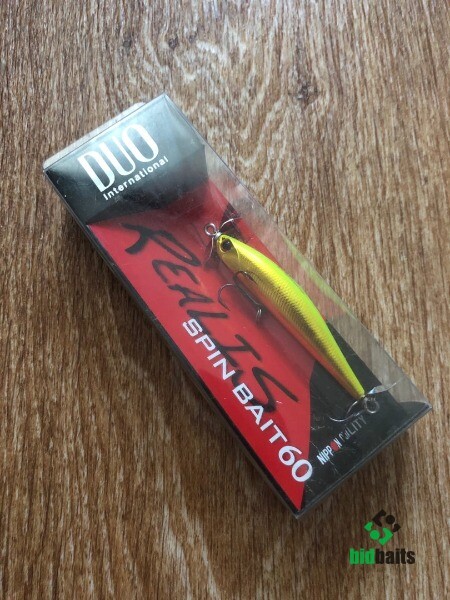 DUO
International
REALIS
SPIN BAIT 60
NIPPON QUALITY
bidbaits